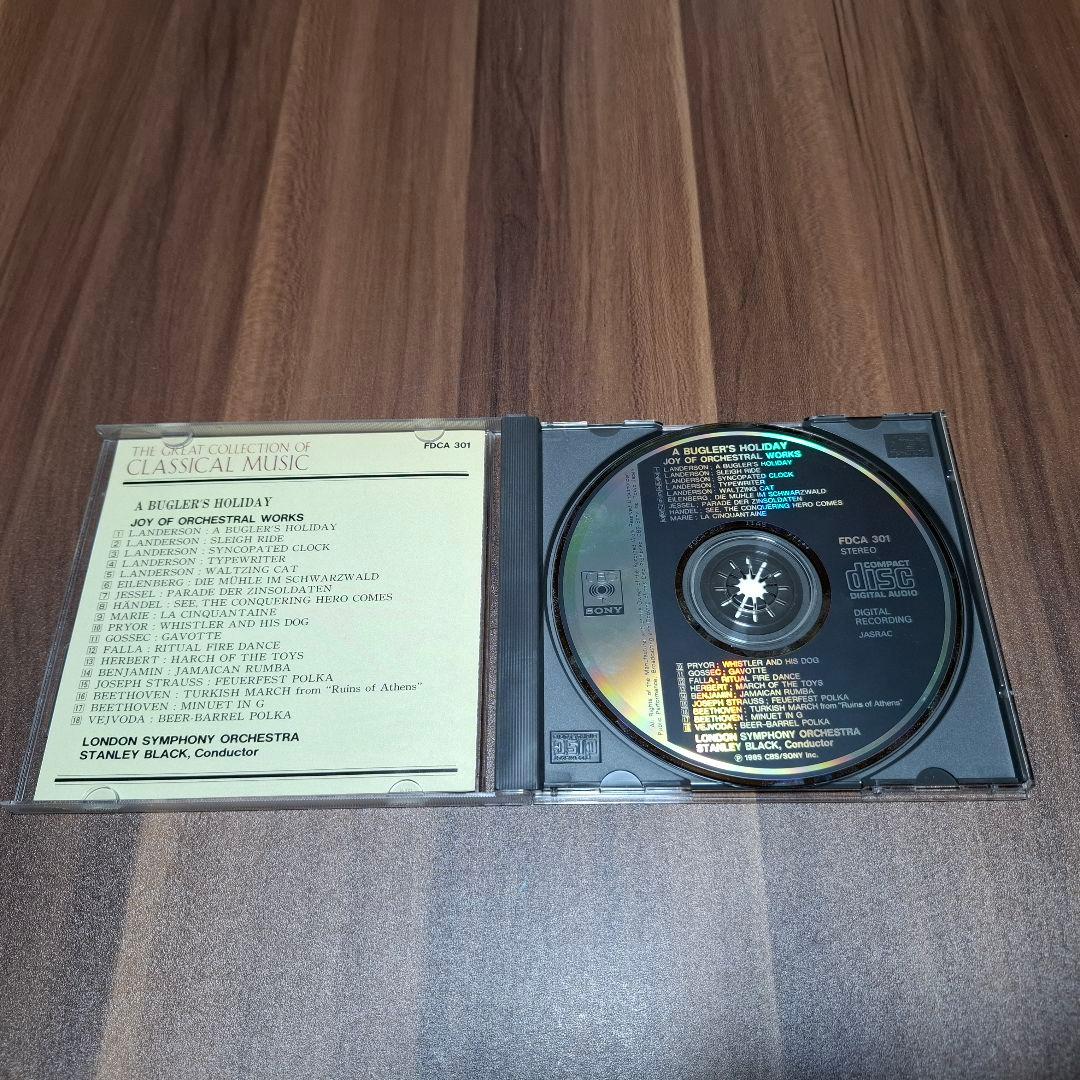 THE GREAT COLLECTION OF
CLASSICAL MUSIC
FDCA 301
A BUGLER'S HOLIDAY
JOY OF ORCHESTRAL WORKS
1 L.ANDERSON : A BUGLER'S HOLIDAY
2 L.ANDERSON : SLEIGH RIDE
3 L.ANDERSON : SYNCOPATED CLOCK
4 L.ANDERSON : TYPEWRITER
5 L.ANDERSON : WALTZING CAT
6 EILENBERG : DIE MÜHLE IM SCHWARZWALD
7 JESSEL : PARADE DER ZINSOLDATEN
8 HÄNDEL : SEE, THE CONQUERING HERO COMES
9 MARIE : LA CINQUANTAINE
10 PRYOR : WHISTLER AND HIS DOG
11 GOSSEC : GAVOTTE
12 FALLA : RITUAL FIRE DANCE
13 HERBERT : HARCH OF THE TOYS
14 BENJAMIN : JAMAICAN RUMBA
15 JOSEPH STRAUSS : FEUERFEST POLKA
16 BEETHOVEN : TURKISH MARCH from "Ruins of Athens"
17 BEETHOVEN : MINUET IN G
18 VEJVODA : BEER-BARREL POLKA
LONDON SYMPHONY ORCHESTRA
STANLEY BLACK, Conductor
A BUGLER'S HOLIDAY
JOY OF ORCHESTRAL WORKS
L.ANDERSON : A BUGLER'S HOLIDAY
L.ANDERSON : SLEIGH RIDE
L.ANDERSON : SYNCOPATED CLOCK
L.ANDERSON : TYPEWRITER
L.ANDERSON : WALTZING CAT
EILENBERG : DIE MÜHLE IM SCHWARZWALD
JESSEL : PARADE DER ZINSOLDATEN
HÄNDEL : SEE, THE CONQUERING HERO COMES
MARIE : LA CINQUANTAINE
FDCA 301
STEREO
COMPACT
disc
DIGITAL AUDIO
DIGITAL
RECORDING
JASRAC
CBS
SONY
PRYOR : WHISTLER AND HIS DOG
GOSSEC : GAVOTTE
FALLA : RITUAL FIRE DANCE
HERBERT : MARCH OF THE TOYS
BENJAMIN : JAMAICAN RUMBA
JOSEPH STRAUSS : FEUERFEST POLKA
BEETHOVEN : TURKISH MARCH from "Ruins of Athens"
BEETHOVEN : MINUET IN G
VEJVODA : BEER-BARREL POLKA
LONDON SYMPHONY ORCHESTRA
STANLEY BLACK, Conductor
℗ 1985 CBS/SONY Inc.